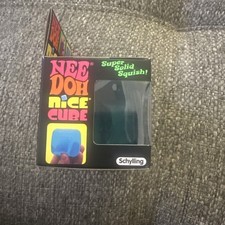 NEE
DOH
NICE
CUBE
Super
Solid
Squish!
Schylling